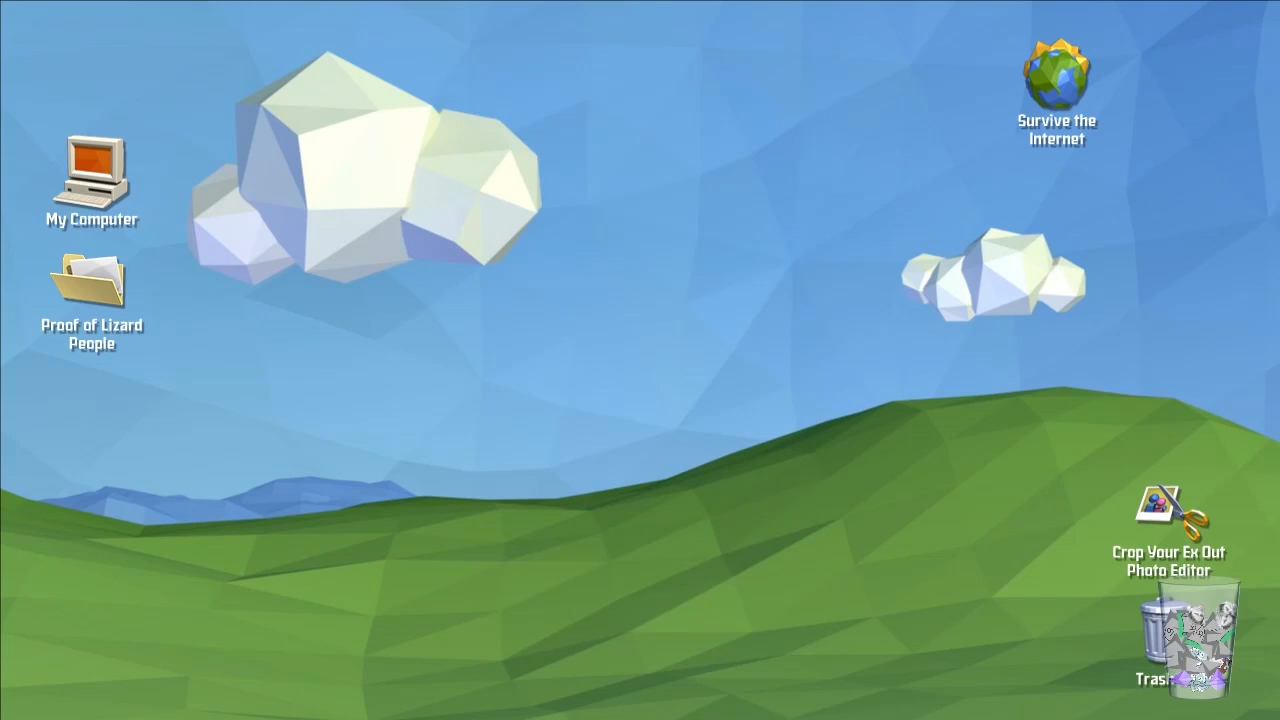 Survive the
Internet
My Computer
Proof of Lizard
People
Crop Your Ex Out
Photo Editor